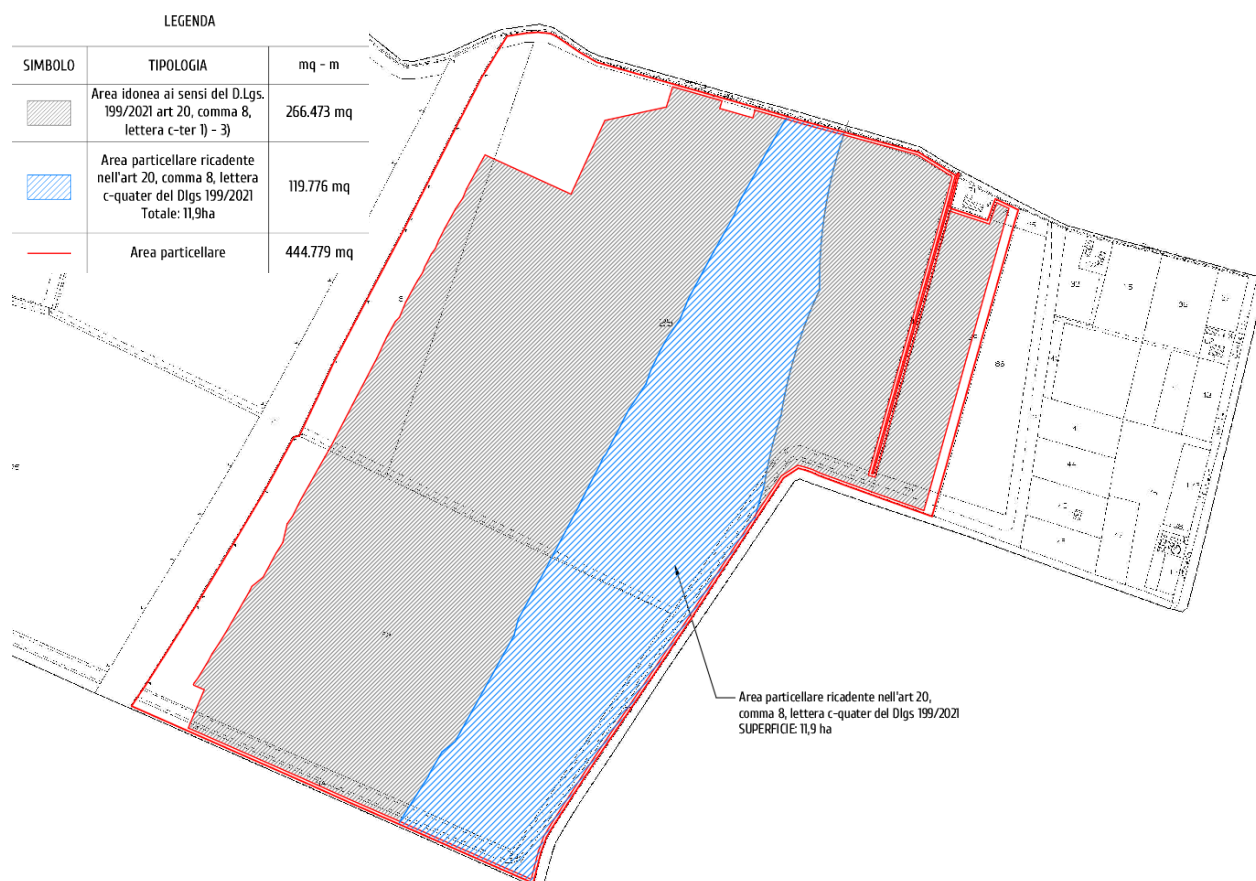 LEGENDA
SIMBOLO TIPOLOGIA mq - m
Area idonea ai sensi del D.Lgs.
199/2021 art 20, comma 8,
lettera c-ter 1) - 3)
266.473 mq
Area particellare ricadente
nell'art 20, comma 8, lettera
c-quater del Dlgs 199/2021
Totale: 11,9ha
119.776 mq
Area particellare
444.779 mq
Area particellare ricadente nell'art 20,
comma 8, lettera c-quater del Dlgs 199/2021
SUPERFICIE: 11,9 ha